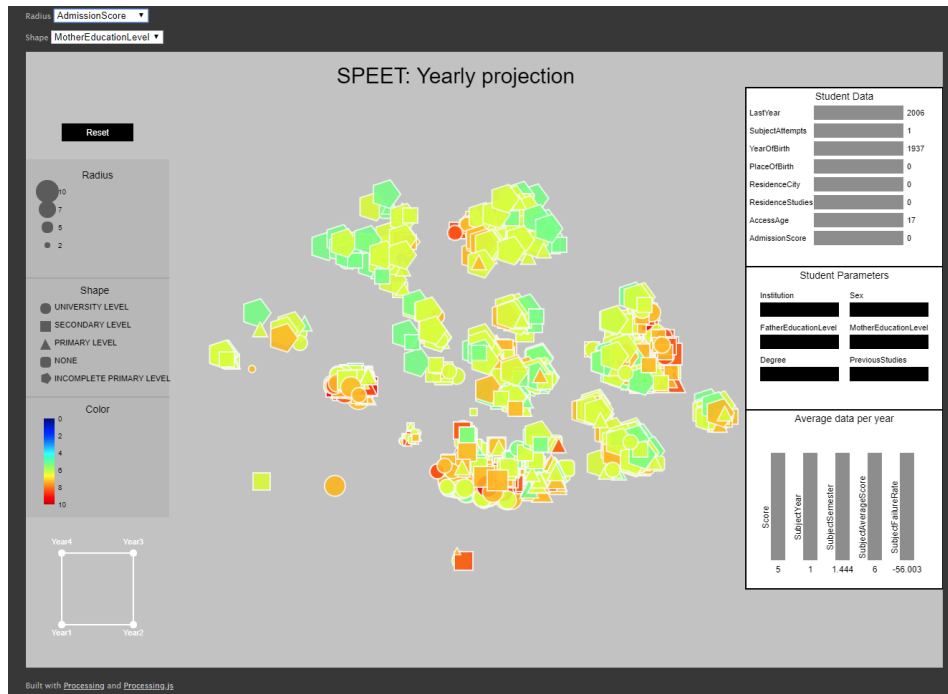 Radius AdmissionScore
Shape MotherEducationLevel
SPEET: Yearly projection
Reset
Radius
10
7
5
2
Shape
UNIVERSITY LEVEL
SECONDARY LEVEL
PRIMARY LEVEL
NONE
INCOMPLETE PRIMARY LEVEL
Color
0
2
4
6
8
10
Year4 Year3
Year1 Year2
Student Data
LastYear 2006
SubjectAttempts 1
YearOfBirth 1937
PlaceOfBirth 0
ResidenceCity 0
ResidenceStudies 0
AccessAge 17
AdmissionScore 0
Student Parameters
Institution Sex
FatherEducationLevel MotherEducationLevel
Degree PreviousStudies
Average data per year
Score SubjectYear SubjectSemester SubjectAverageScore SubjectFailureRate
5 1 1.444 6 -56.003
Built with Processing and Processing.js